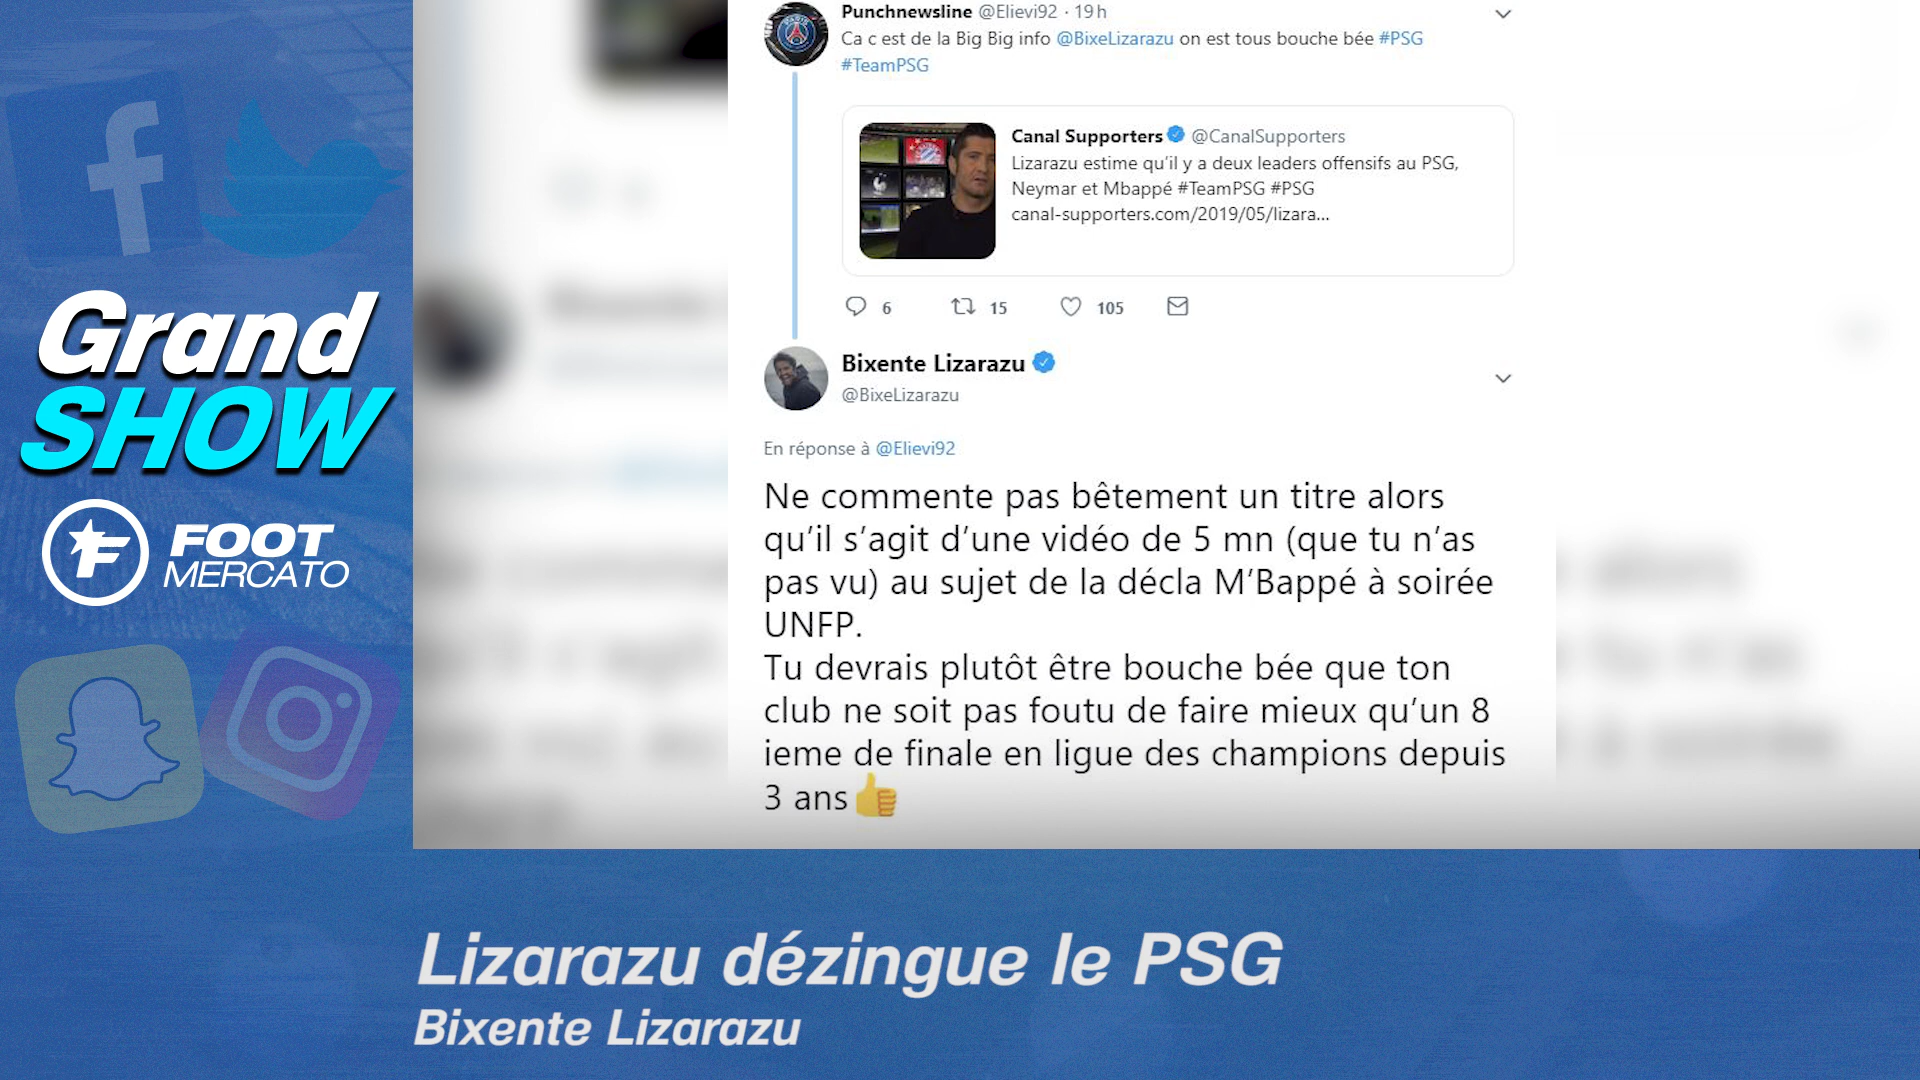 Punchnewsline @Elievi92 · 19 h
Ca c est de la Big Big info @BixeLizarazu on est tous bouche bée #PSG
#TeamPSG
Canal Supporters @CanalSupporters
Lizarazu estime qu'il y a deux leaders offensifs au PSG,
Neymar et Mbappé #TeamPSG #PSG
canal-supporters.com/2019/05/lizara...
6 15 105
Bixente Lizarazu
@BixeLizarazu
En réponse à @Elievi92
Ne commente pas bêtement un titre alors
qu’il s’agit d’une vidéo de 5 mn (que tu n’as
pas vu) au sujet de la décla M’Bappé à soirée
UNFP.
Tu devrais plutôt être bouche bée que ton
club ne soit pas foutu de faire mieux qu’un 8
ieme de finale en ligue des champions depuis
3 ans 👍
Grand
SHOW
FOOT
MERCATO
Lizarazu dézingue le PSG
Bixente Lizarazu